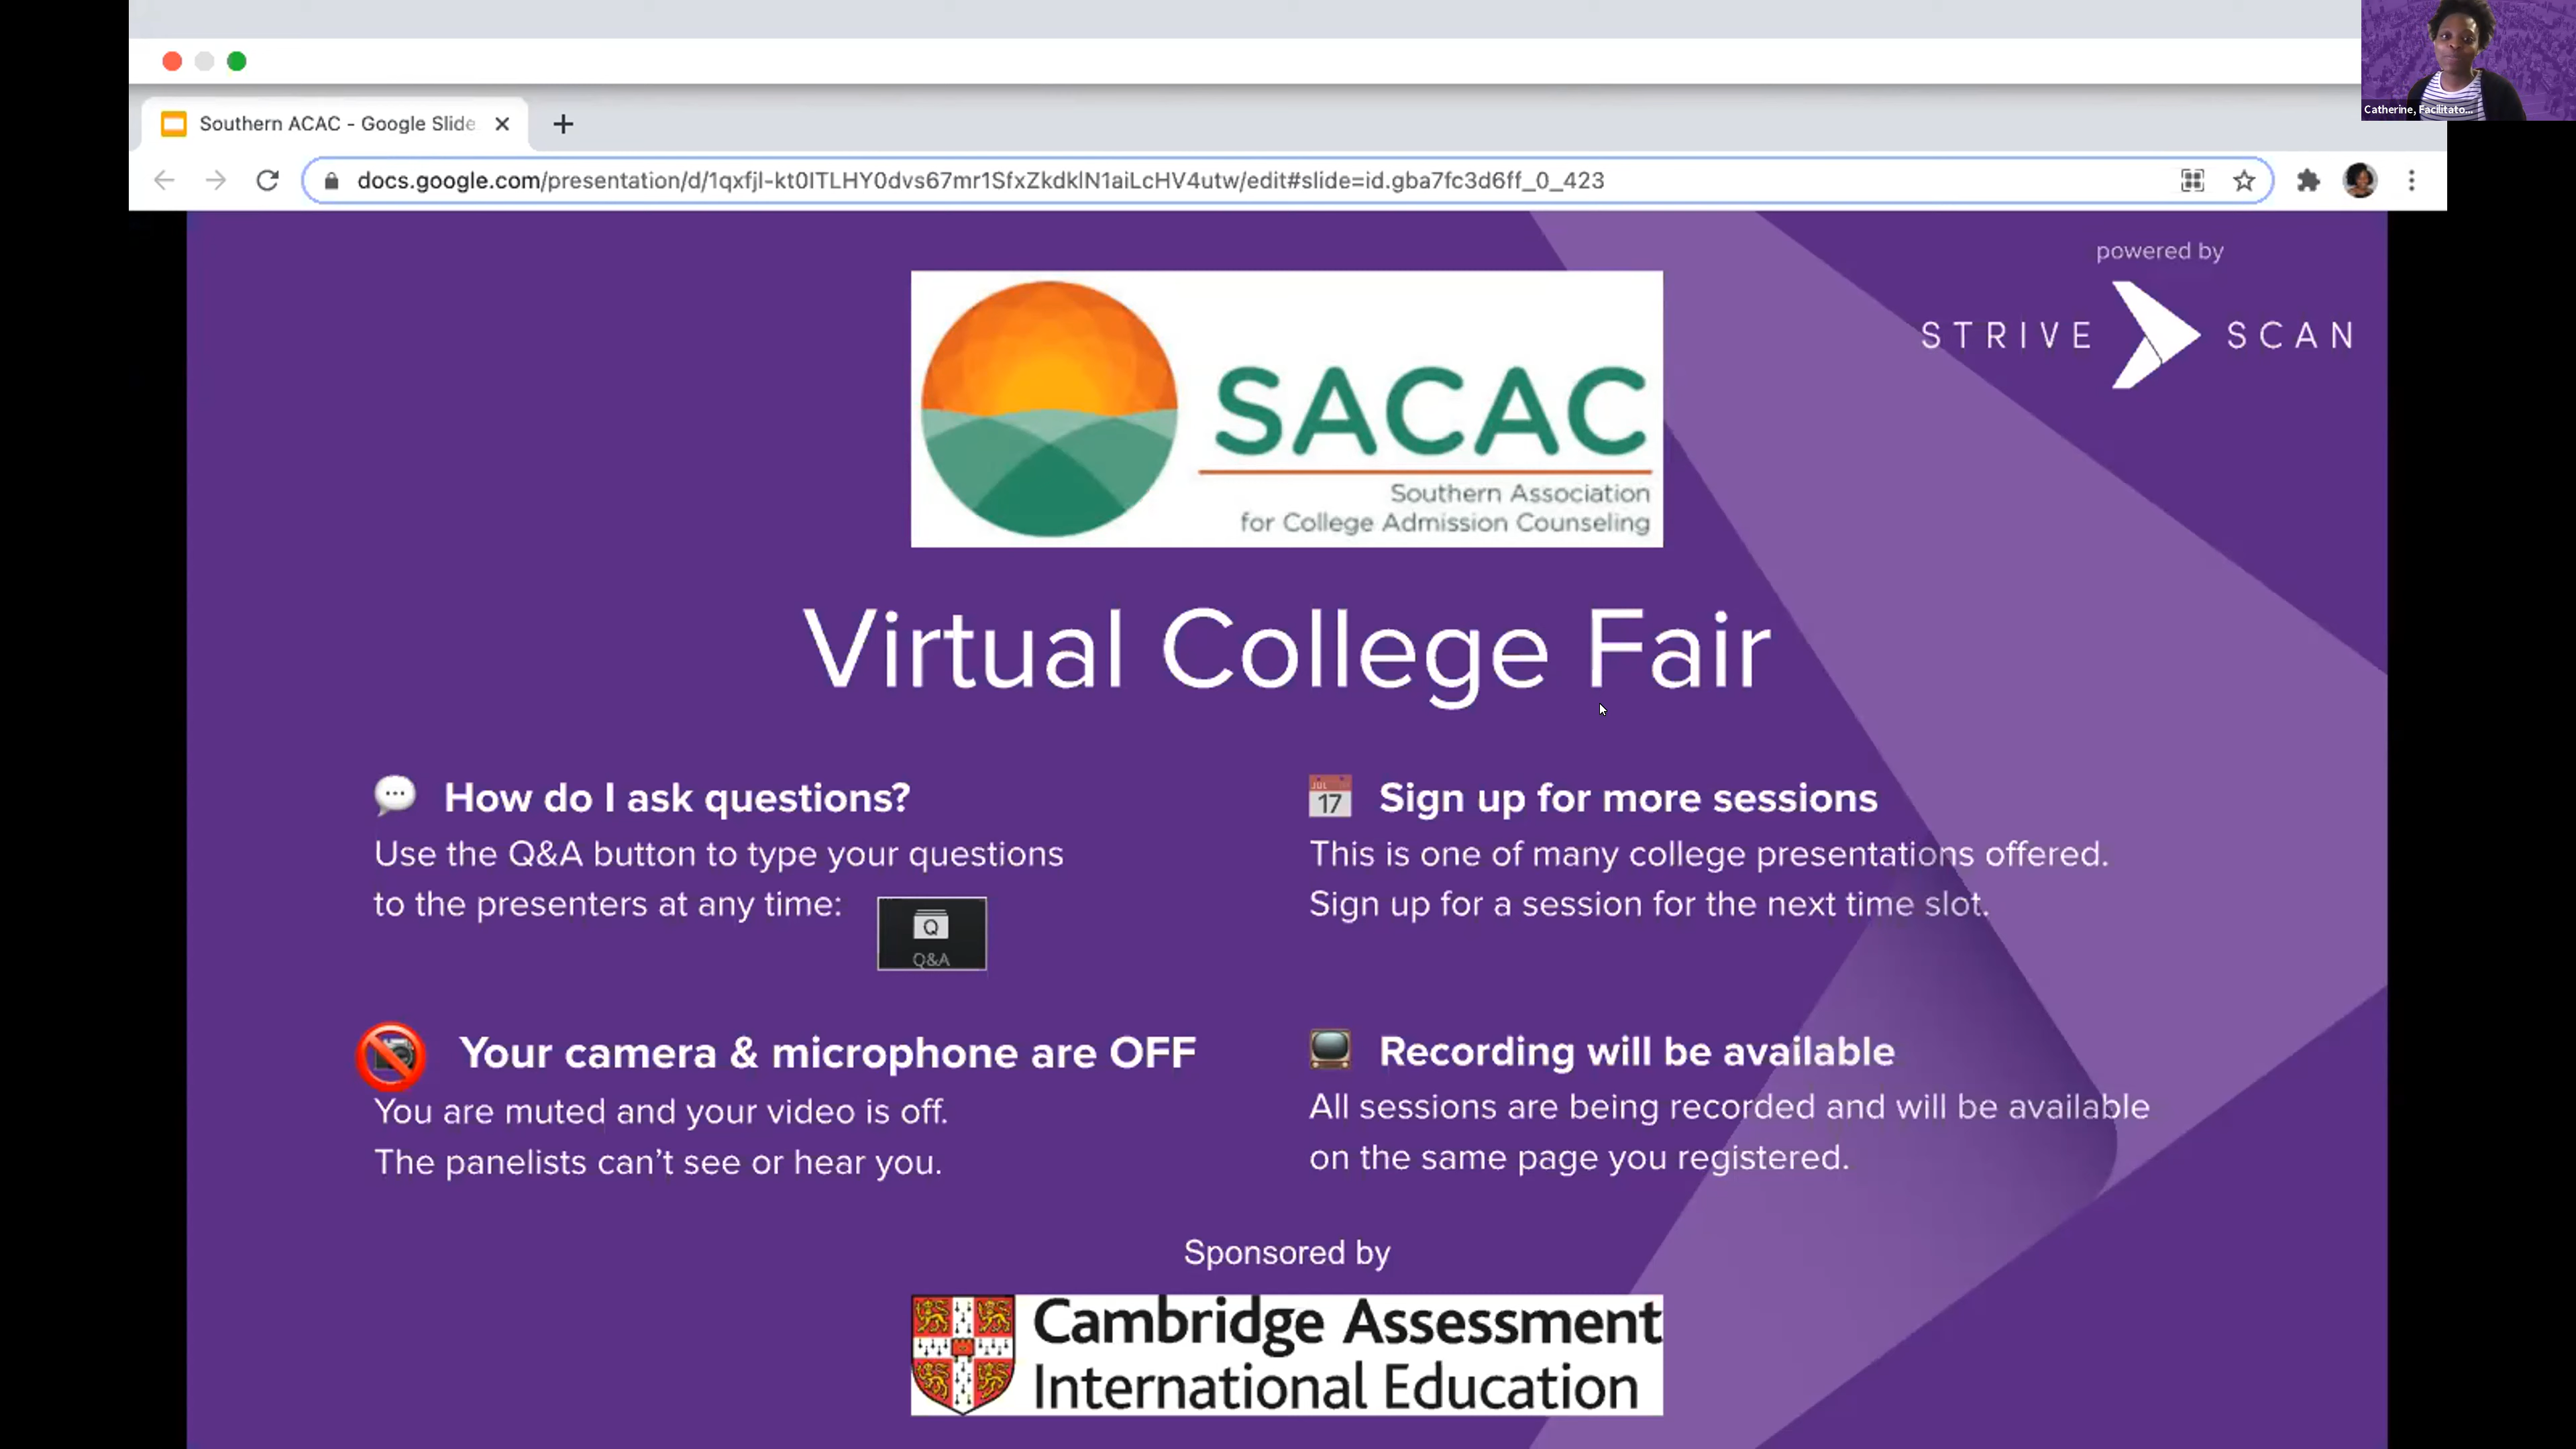 Catherine, Facilitato...
Southern ACAC - Google Slide
docs.google.com/presentation/d/1qxfjl-kt0ITLHY0dvs67mr1SfxZkdklN1aiLcHV4utw/edit#slide=id.gba7fc3d6ff_0_423
powered by
STRIVE SCAN
SACAC
Southern Association
for College Admission Counseling
Virtual College Fair
How do I ask questions?
Use the Q&A button to type your questions
to the presenters at any time:
Q
Q&A
JUL
17
Sign up for more sessions
This is one of many college presentations offered.
Sign up for a session for the next time slot.
Your camera & microphone are OFF
You are muted and your video is off.
The panelists can't see or hear you.
Recording will be available
All sessions are being recorded and will be available
on the same page you registered.
Sponsored by
Cambridge Assessment
International Education